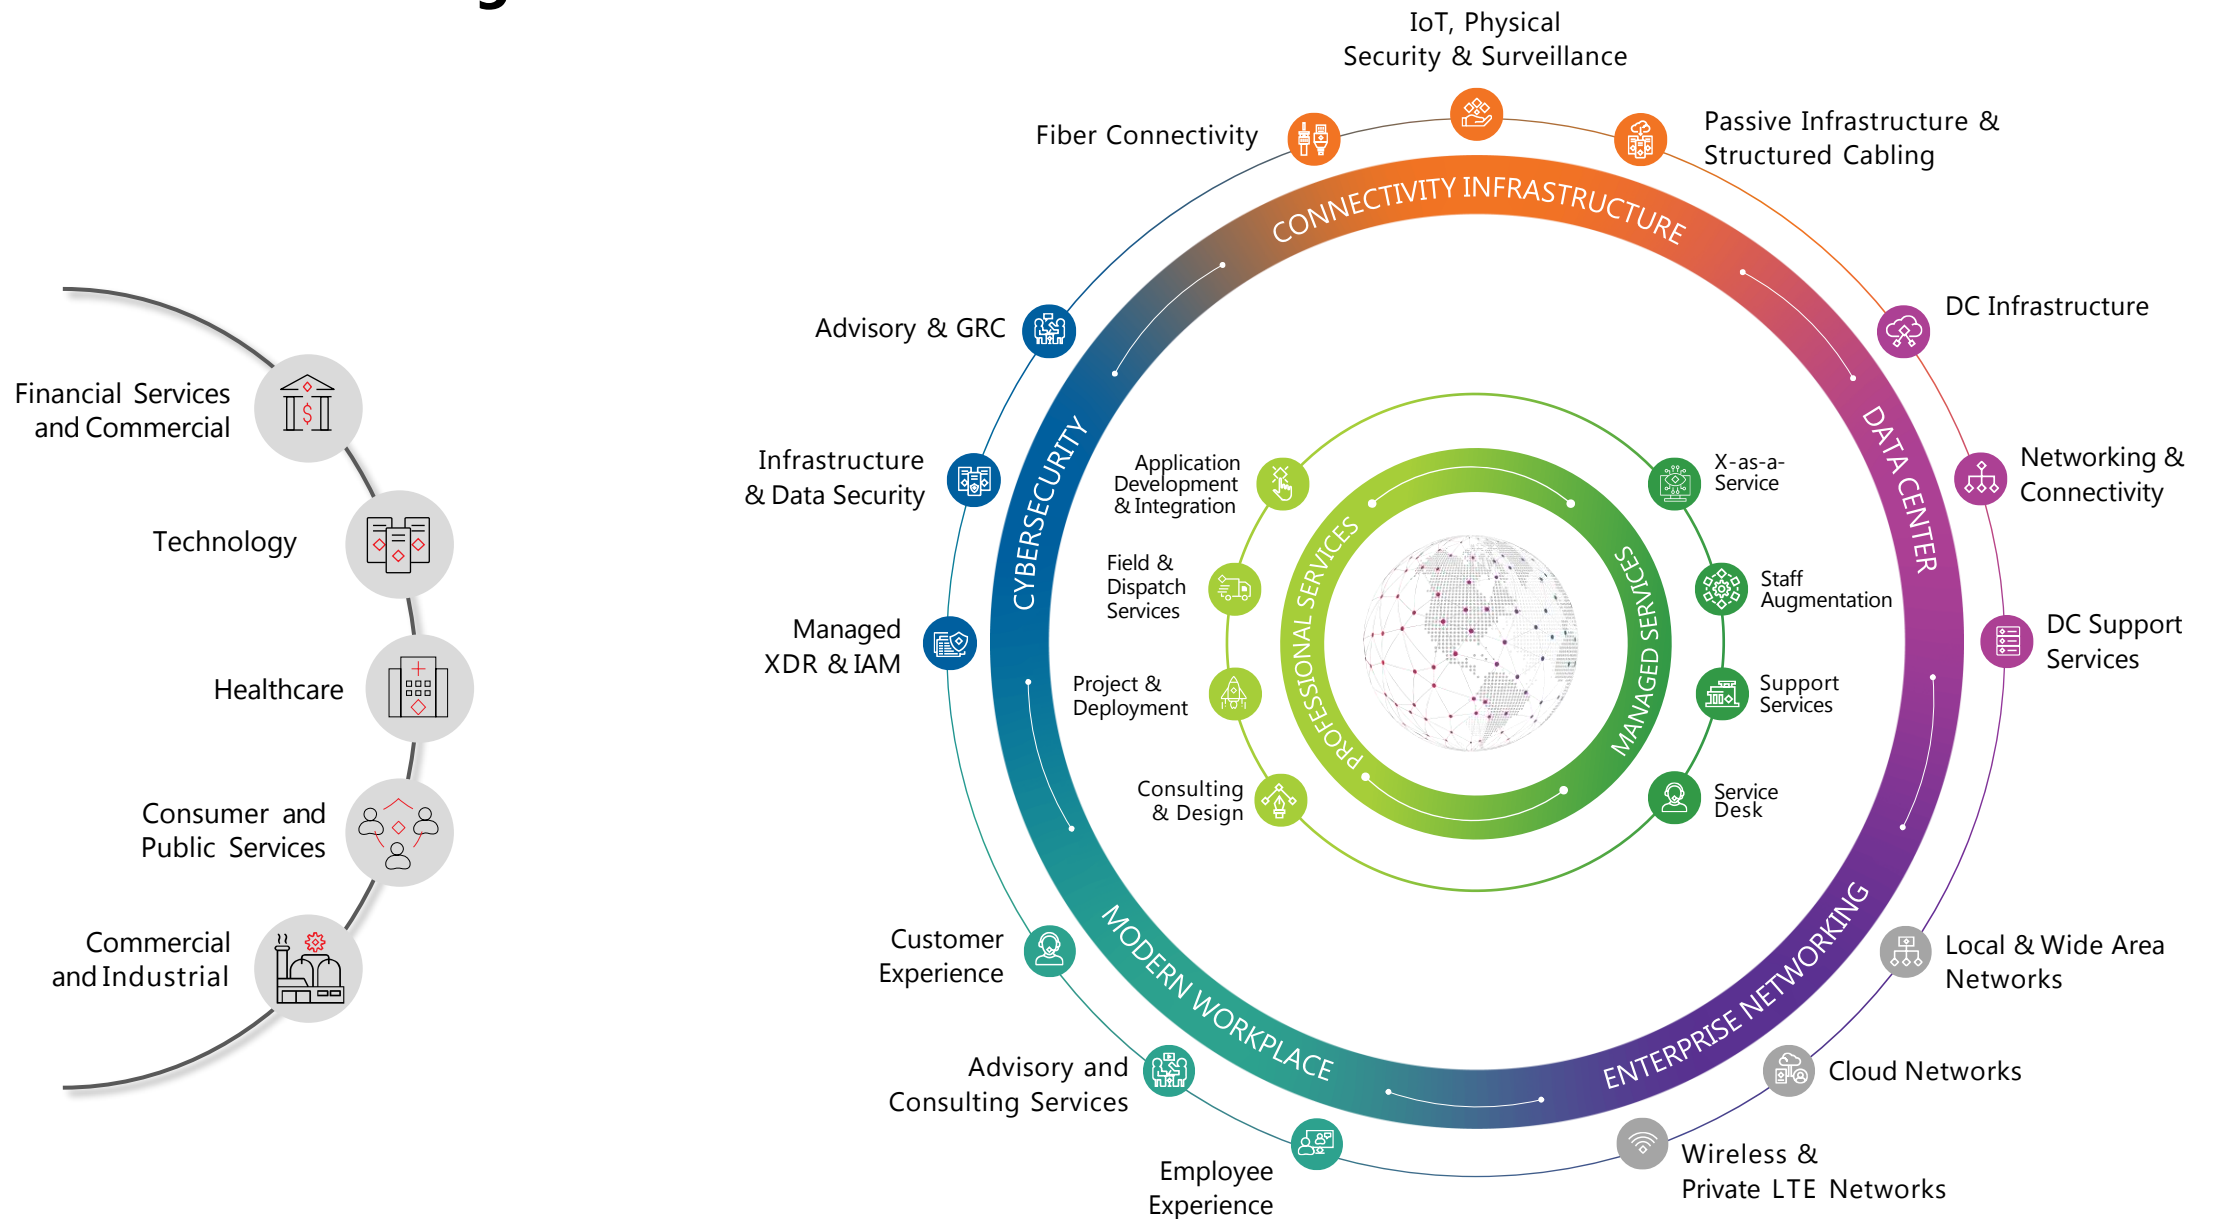 Financial Services
and Commercial
Technology
Healthcare
Consumer and
Public Services
Commercial
and Industrial
IoT, Physical
Security & Surveillance
Fiber Connectivity
Passive Infrastructure &
Structured Cabling
CONNECTIVITY INFRASTRUCTURE
Advisory & GRC
Infrastructure
& Data Security
Managed
XDR & IAM
CYBERSECURITY
DC Infrastructure
Networking &
Connectivity
DC Support
Services
DATA CENTER
Application
Development
& Integration
Field &
Dispatch
Services
Project &
Deployment
Consulting
& Design
PROFESSIONAL SERVICES
MANAGED SERVICES
X-as-a-
Service
Staff
Augmentation
Support
Services
Service
Desk
Customer
Experience
Advisory and
Consulting Services
Employee
Experience
MODERN WORKPLACE
ENTERPRISE NETWORKING
Local & Wide Area
Networks
Cloud Networks
Wireless &
Private LTE Networks